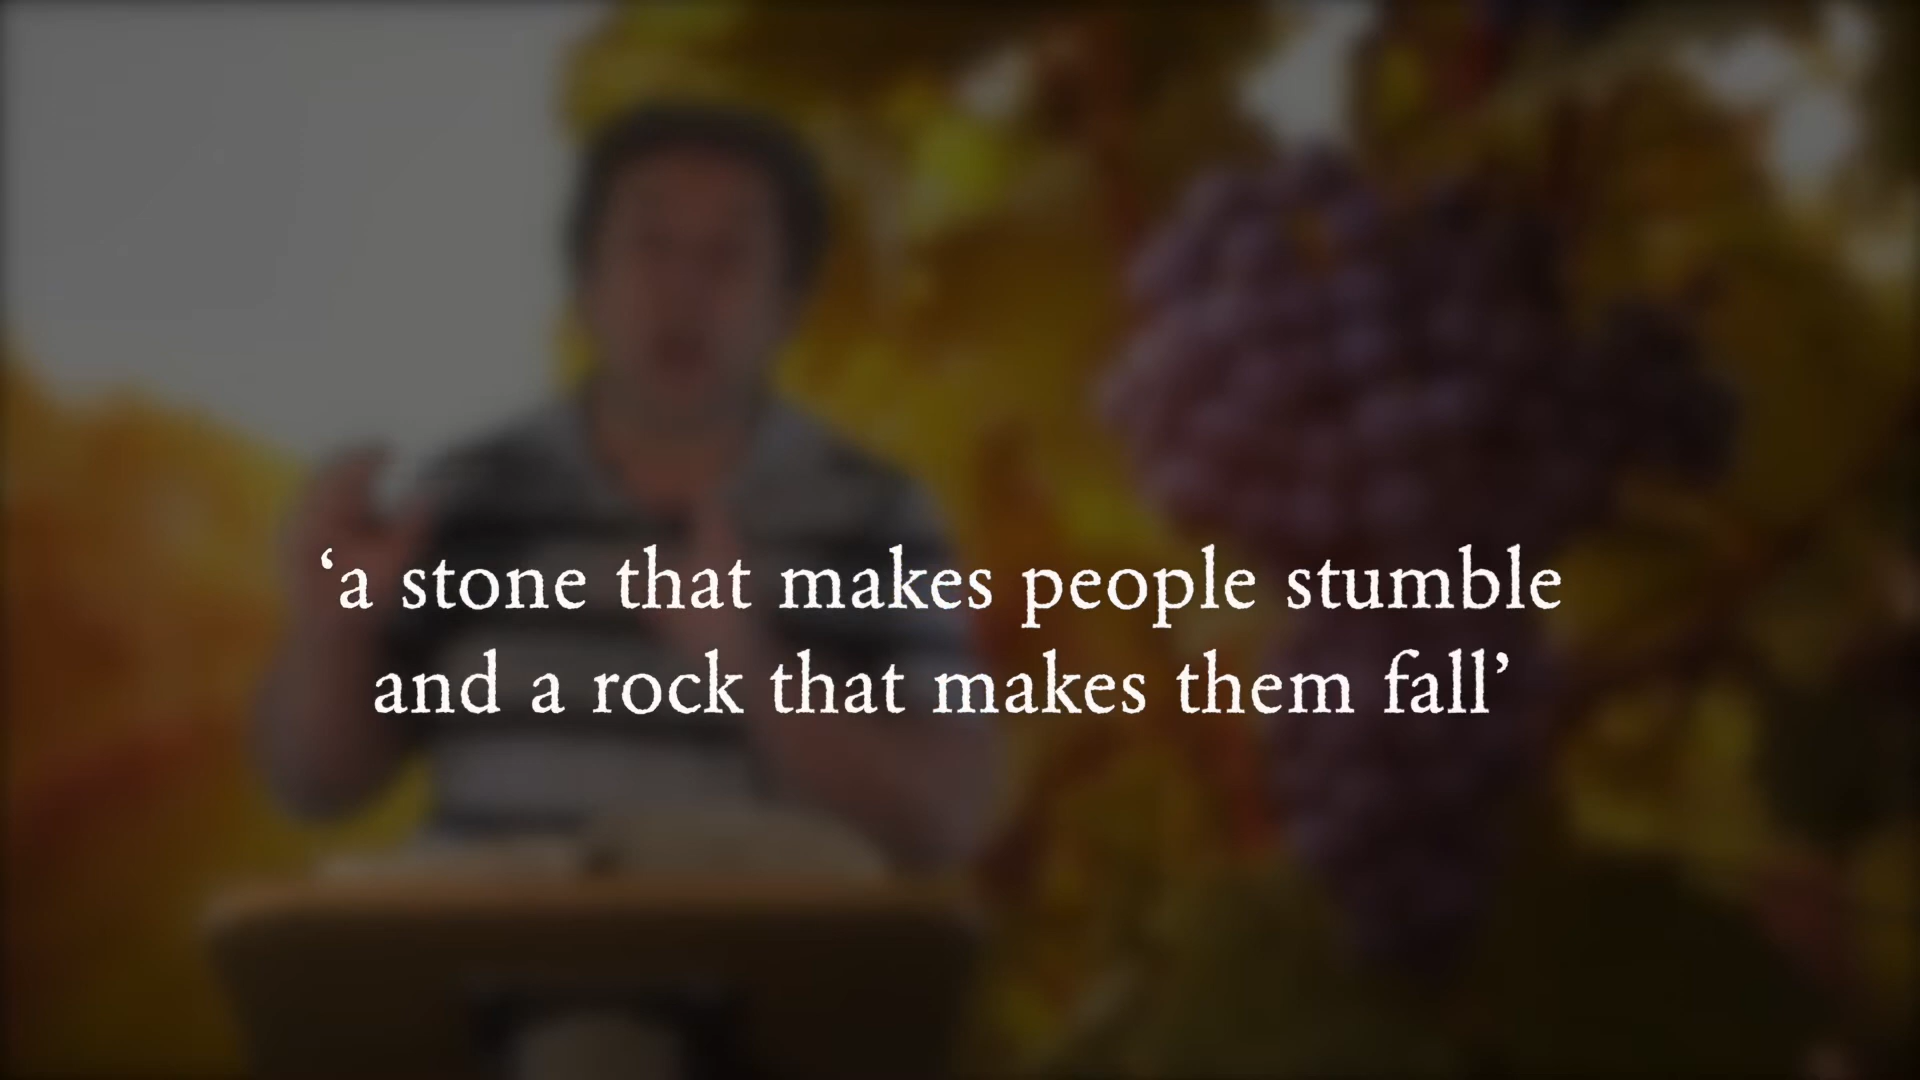 ‘a stone that makes people stumble
and a rock that makes them fall’